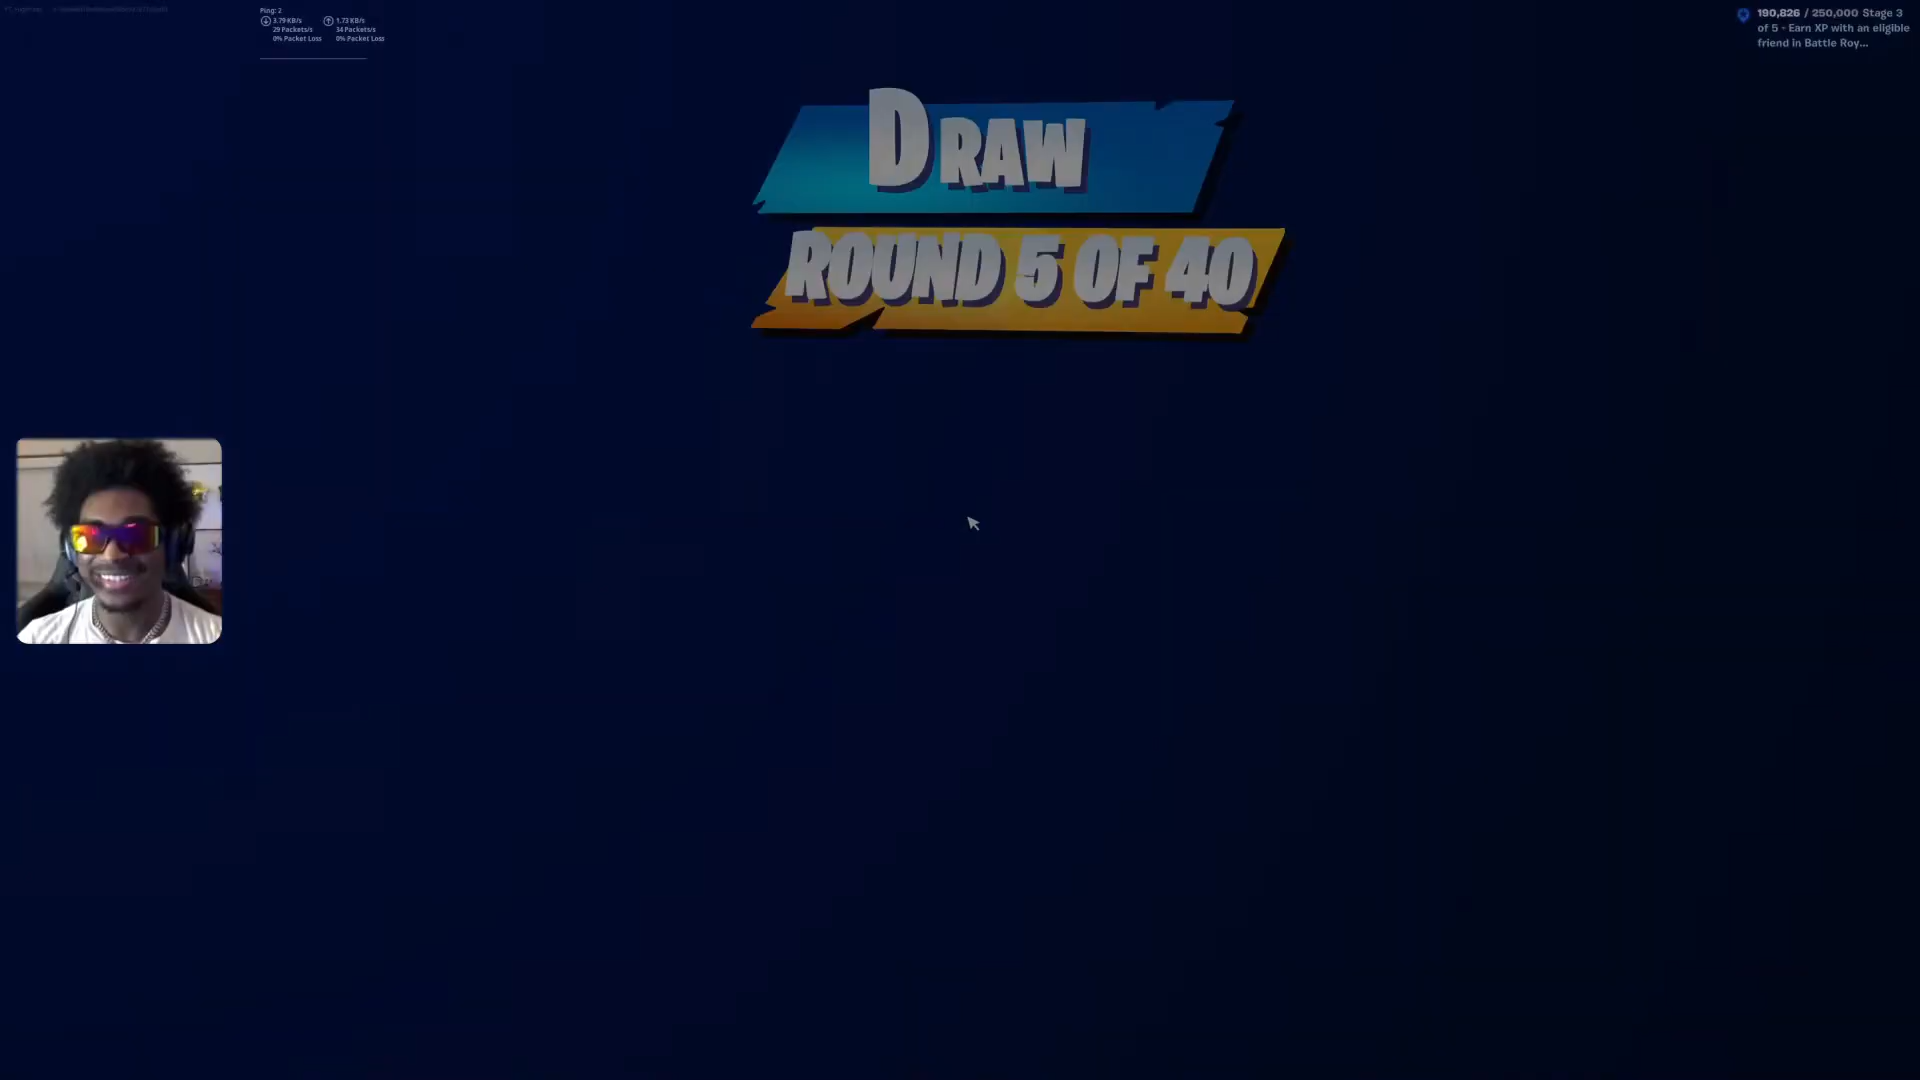 Ping: 2
3.79 KB/s 1.73 KB/s
29 Packets/s 34 Packets/s
0% Packet Loss 0% Packet Loss
190,826 / 250,000 Stage 3
of 5 - Earn XP with an eligible
friend in Battle Roy...
DRAW
ROUND 5 OF 40